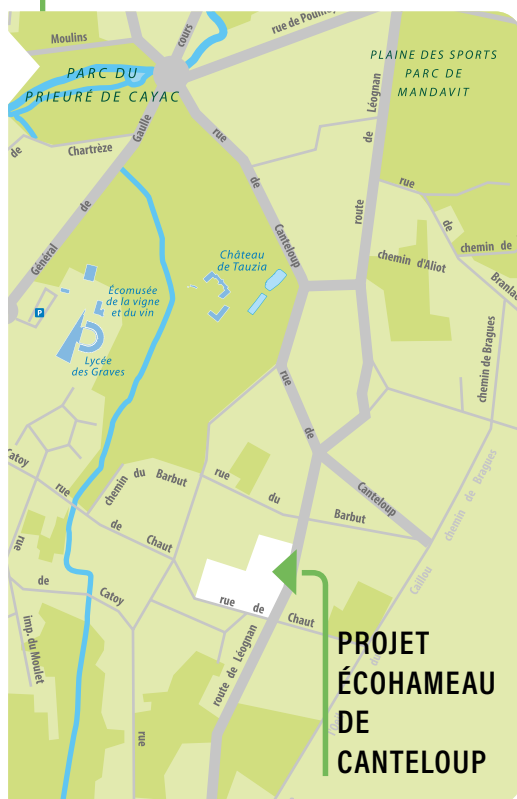 Moulins
cours
rue de
PARC DU
PRIEURÉ DE CAYAC
PLAINE DES SPORTS
PARC DE
MANDAVIT
de
Chartrèze
Général de Gaulle
rue de Canteloup
route de Léognan
rue de
chemin de
chemin d'Aliot
chemin de Bragues
Château
de Tauzia
Écomusée
de la vigne
et du vin
P
Lycée
des Graves
rue de Canteloup
Catoy
rue de Chaut
chemin du Barbut
rue du Barbut
chemin de Bragues
Caillou
rue
de Catoy
imp. du Moulet
rue de Chaut
route de Léognan
rue
PROJET
ÉCOHAMEAU
DE
CANTELOUP